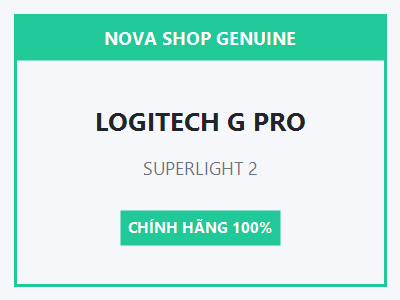 NOVA SHOP GENUINE
LOGITECH G PRO
SUPERLIGHT 2
CHÍNH HÃNG 100%